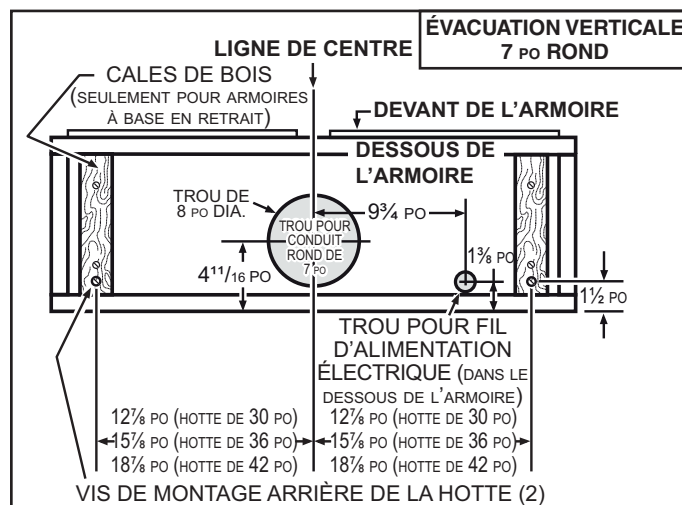 ÉVACUATION VERTICALE
7 PO ROND
LIGNE DE CENTRE
CALES DE BOIS
(SEULEMENT POUR ARMOIRES
À BASE EN RETRAIT)
DEVANT DE L'ARMOIRE
DESSOUS DE
L'ARMOIRE
TROU DE
8 PO DIA.
9¾ PO
TROU POUR
CONDUIT
ROND DE
7 PO
4¹¹/₁₆ PO
1⅜ PO
1½ PO
TROU POUR FIL
D'ALIMENTATION
ÉLECTRIQUE (DANS LE
DESSOUS DE L'ARMOIRE)
12⅞ PO (HOTTE DE 30 PO)
15⅞ PO (HOTTE DE 36 PO)
18⅞ PO (HOTTE DE 42 PO)
12⅞ PO (HOTTE DE 30 PO)
15⅞ PO (HOTTE DE 36 PO)
18⅞ PO (HOTTE DE 42 PO)
VIS DE MONTAGE ARRIÈRE DE LA HOTTE (2)